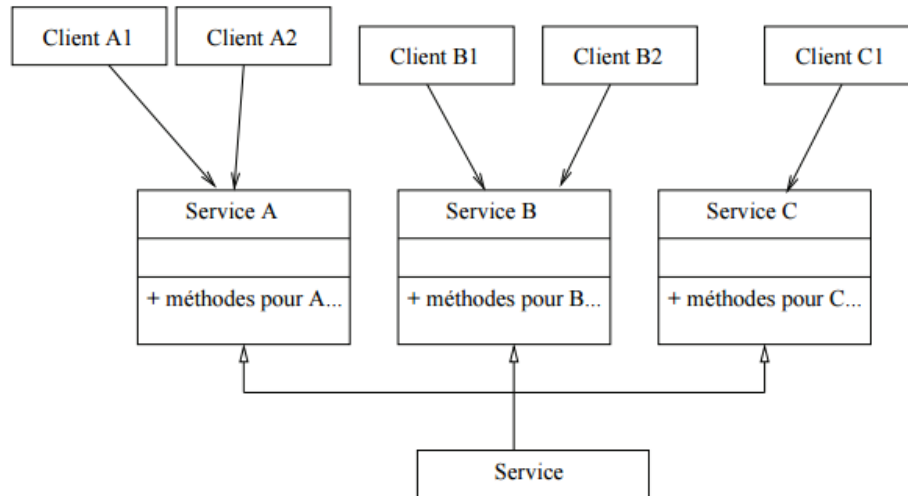 Client A1
Client A2
Client B1
Client B2
Client C1
Service A
Service B
Service C
+ méthodes pour A...
+ méthodes pour B...
+ méthodes pour C...
Service